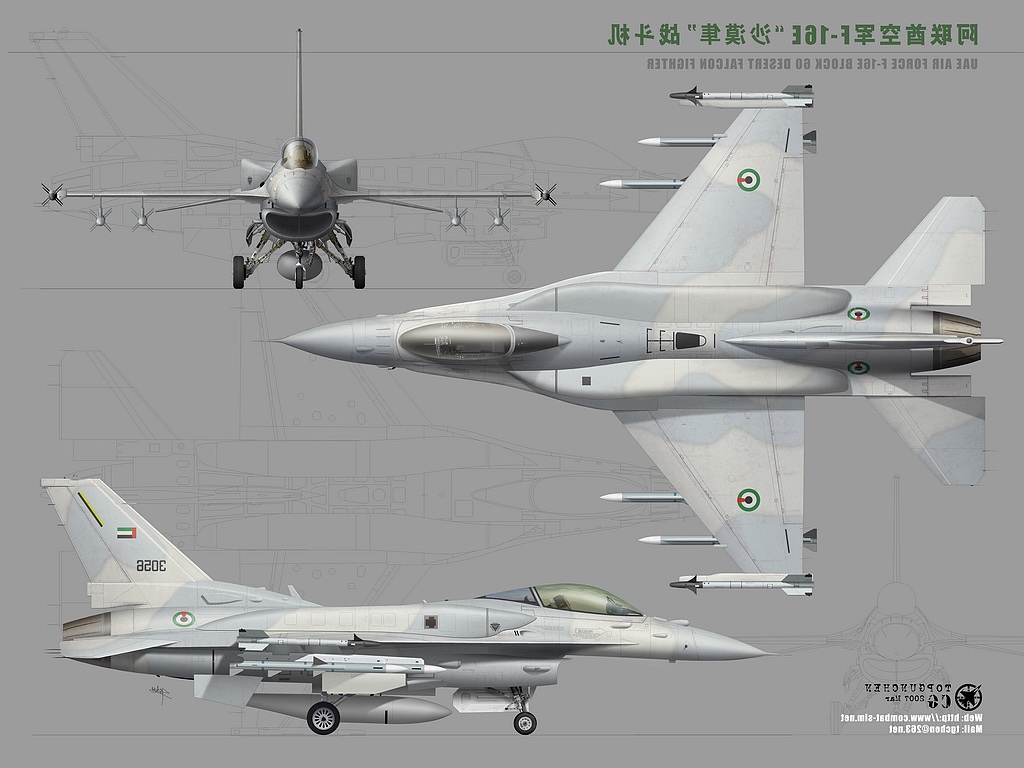 阿联酋空军F-16E“沙漠隼”战斗机
UAE AIR FORCE F-16E BLOCK 60 DESERT FALCON FIGHTER
3026
TOPGUNCHEN
CG 2007 Mar
Web: http://www.combat-sim.net
Mail: tgchen@263.net